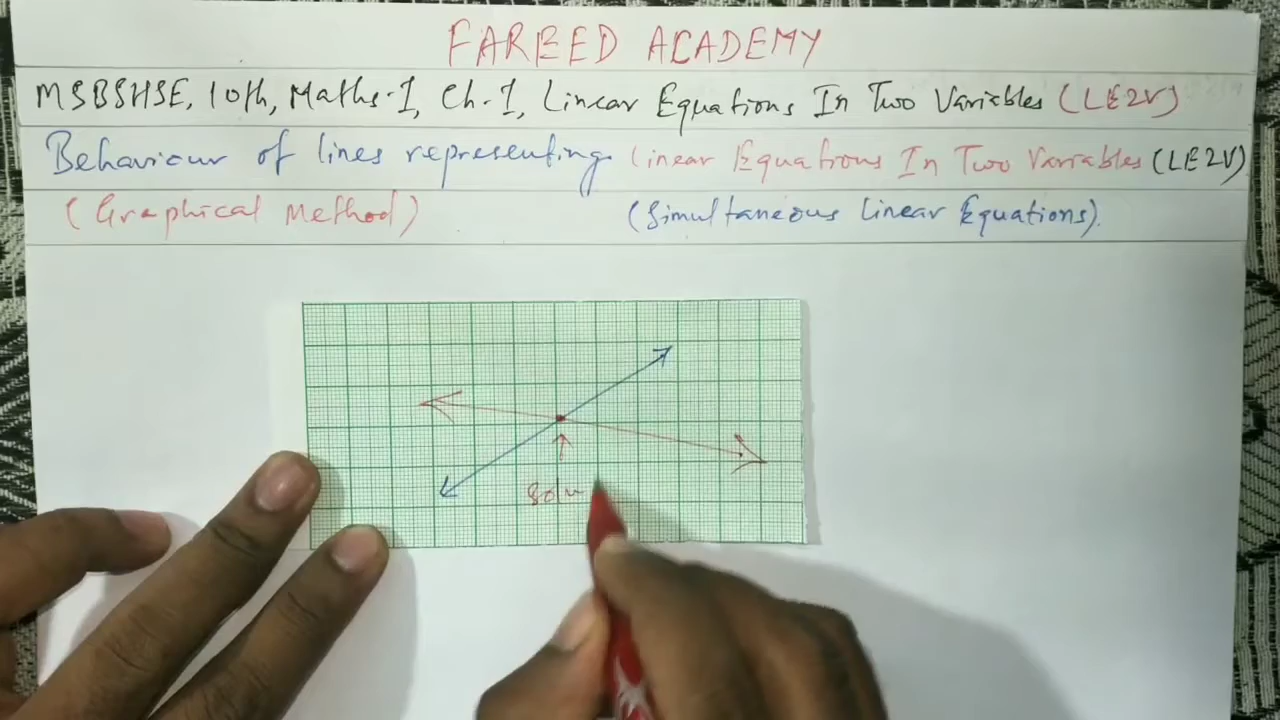 FAREED ACADEMY
MSBSHSE, 10th, Maths-I, Ch-I, Linear Equations In Two Variables (LE2V)
Behaviour of lines representing Linear Equations In Two Variables (LE2V)
(Graphical Method) (Simultaneous Linear Equations).